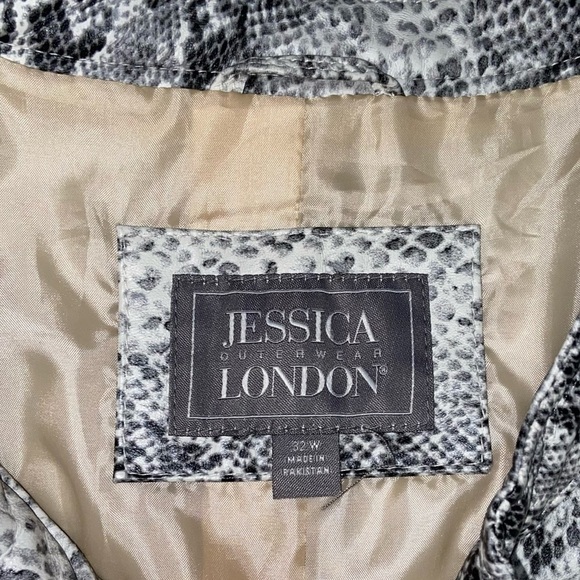 JESSICA
OUTERWEAR
LONDON®
32 W
MADE IN
PAKISTAN